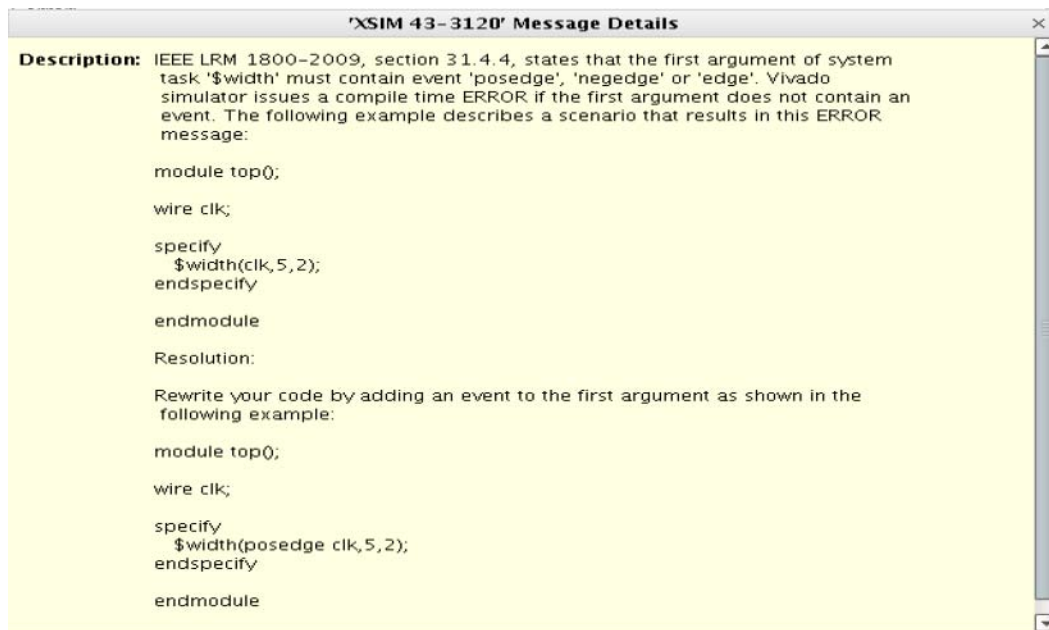 'XSIM 43-3120' Message Details
Description: IEEE LRM 1800-2009, section 31.4.4, states that the first argument of system
task '$width' must contain event 'posedge', 'negedge' or 'edge'. Vivado
simulator issues a compile time ERROR if the first argument does not contain an
event. The following example describes a scenario that results in this ERROR
message:
module top();
wire clk;
specify
$width(clk,5,2);
endspecify
endmodule
Resolution:
Rewrite your code by adding an event to the first argument as shown in the
following example:
module top();
wire clk;
specify
$width(posedge clk,5,2);
endspecify
endmodule